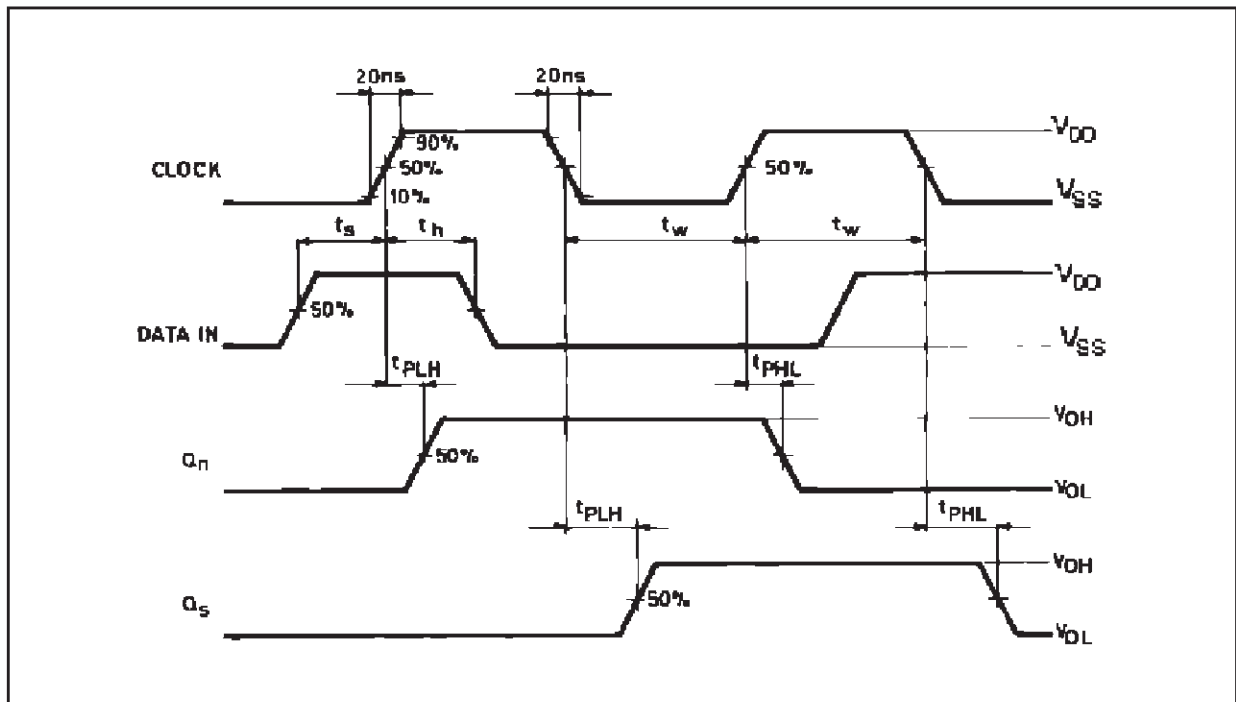 20ns 20ns
90% VDD
CLOCK 50% 50%
10% VSS
ts th tw tw
VDD
50%
DATA IN VSS
tPLH tPHL
VOH
Qn 50%
VOL
tPLH tPHL
VOH
Qs 50%
VOL